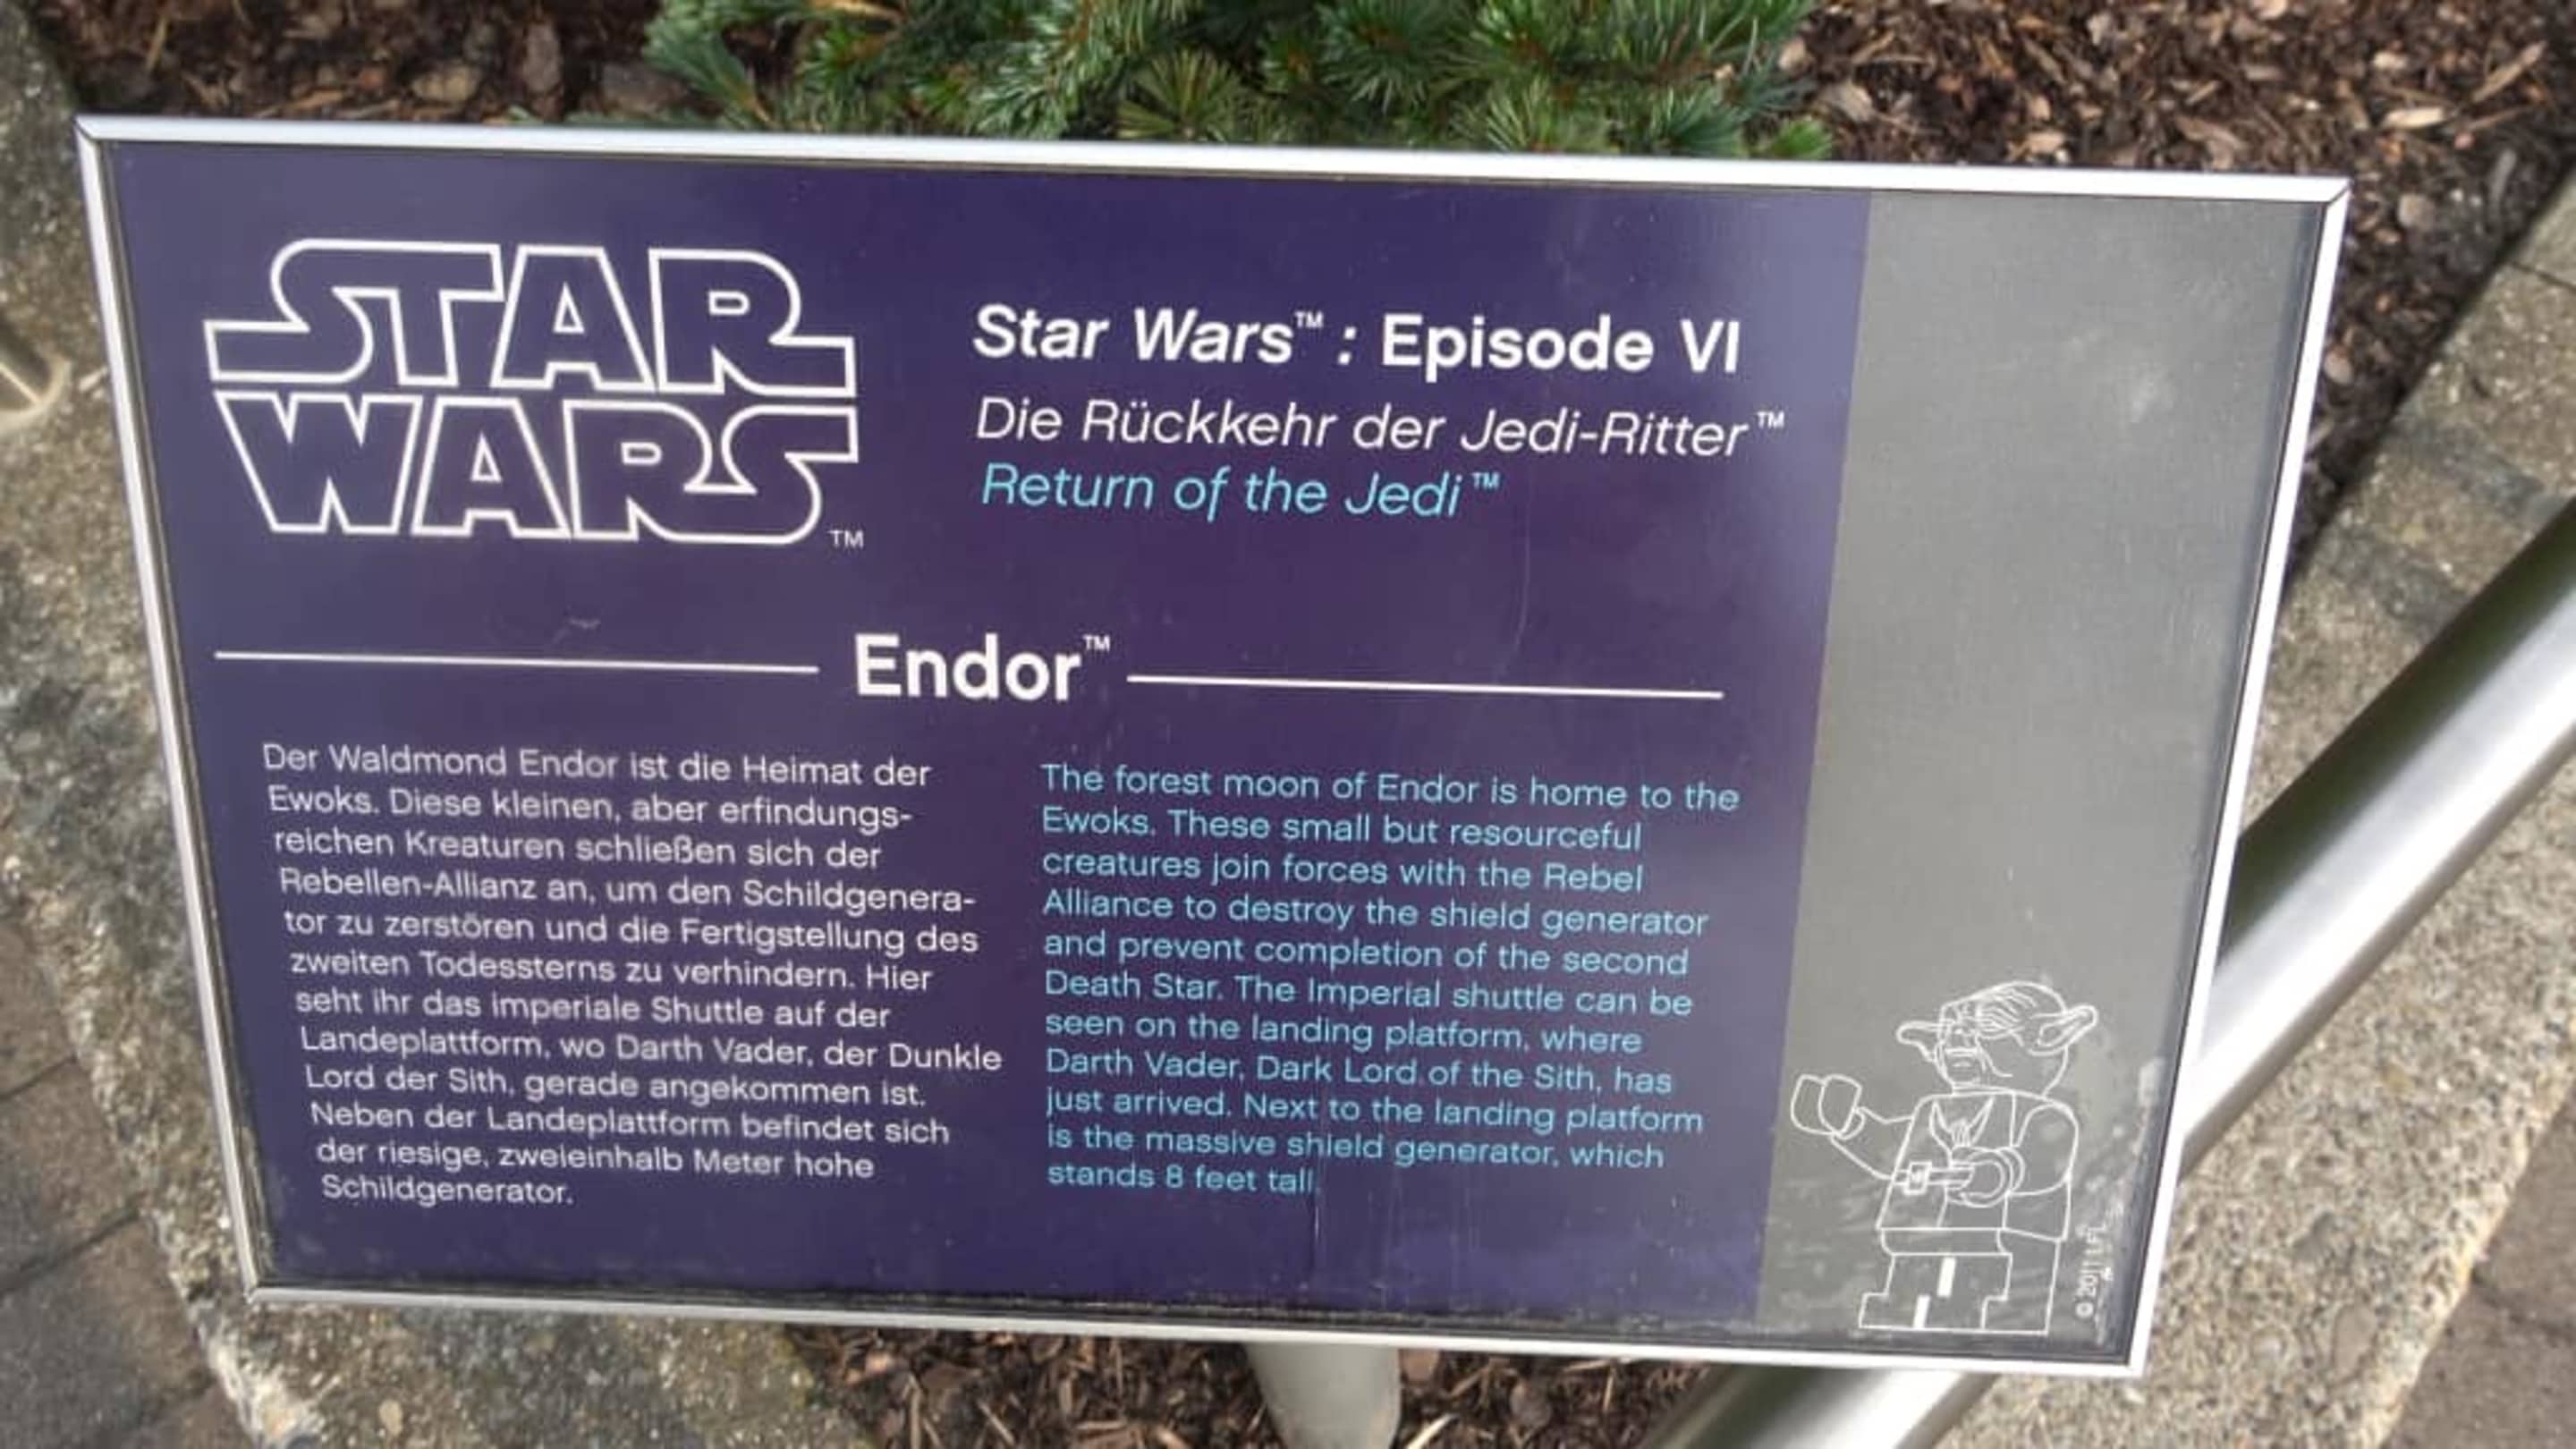 STAR
WARS™
Star Wars™ : Episode VI
Die Rückkehr der Jedi-Ritter™
Return of the Jedi™
Endor™
Der Waldmond Endor ist die Heimat der
Ewoks. Diese kleinen, aber erfindungs-
reichen Kreaturen schließen sich der
Rebellen-Allianz an, um den Schildgenera-
tor zu zerstören und die Fertigstellung des
zweiten Todessterns zu verhindern. Hier
seht ihr das imperiale Shuttle auf der
Landeplattform, wo Darth Vader, der Dunkle
Lord der Sith, gerade angekommen ist.
Neben der Landeplattform befindet sich
der riesige, zweieinhalb Meter hohe
Schildgenerator.
The forest moon of Endor is home to the
Ewoks. These small but resourceful
creatures join forces with the Rebel
Alliance to destroy the shield generator
and prevent completion of the second
Death Star. The Imperial shuttle can be
seen on the landing platform, where
Darth Vader, Dark Lord of the Sith, has
just arrived. Next to the landing platform
is the massive shield generator, which
stands 8 feet tall.
© 2011 LFL